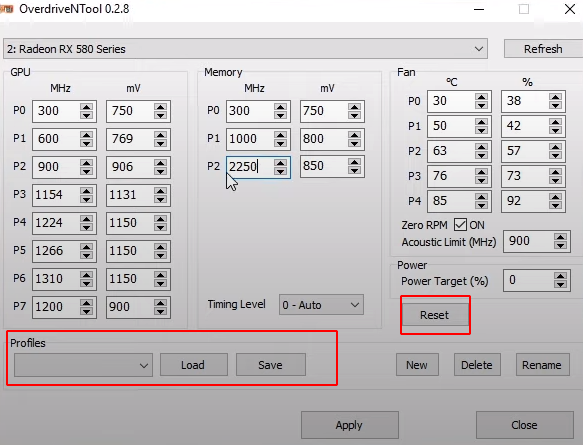 OverdriveNTool 0.2.8
2: Radeon RX 580 Series
Refresh
GPU
MHz mV
P0 300 750
P1 600 769
P2 900 906
P3 1154 1131
P4 1224 1150
P5 1266 1150
P6 1310 1150
P7 1200 900
Memory
MHz mV
P0 300 750
P1 1000 800
P2 2250 850
Timing Level 0 - Auto
Fan
ºC %
P0 30 38
P1 50 42
P2 63 57
P3 76 73
P4 85 92
Zero RPM ON
Acoustic Limit (MHz) 900
Power
Power Target (%) 0
Reset
Profiles
Load Save New Delete Rename
Apply Close